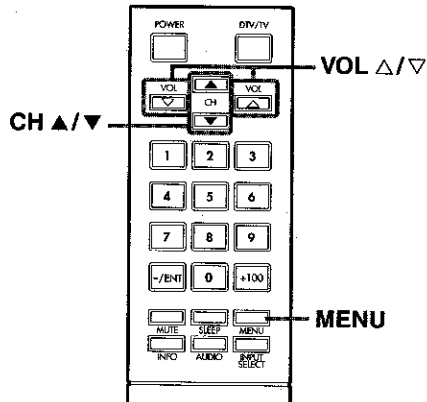 POWER DTV/TV
VOL △/▽
VOL CH VOL
CH ▲/▼
1 2 3
4 5 6
7 8 9
-/ENT 0 +100
MUTE SLEEP MENU
MENU
INFO AUDIO INPUT
SELECT